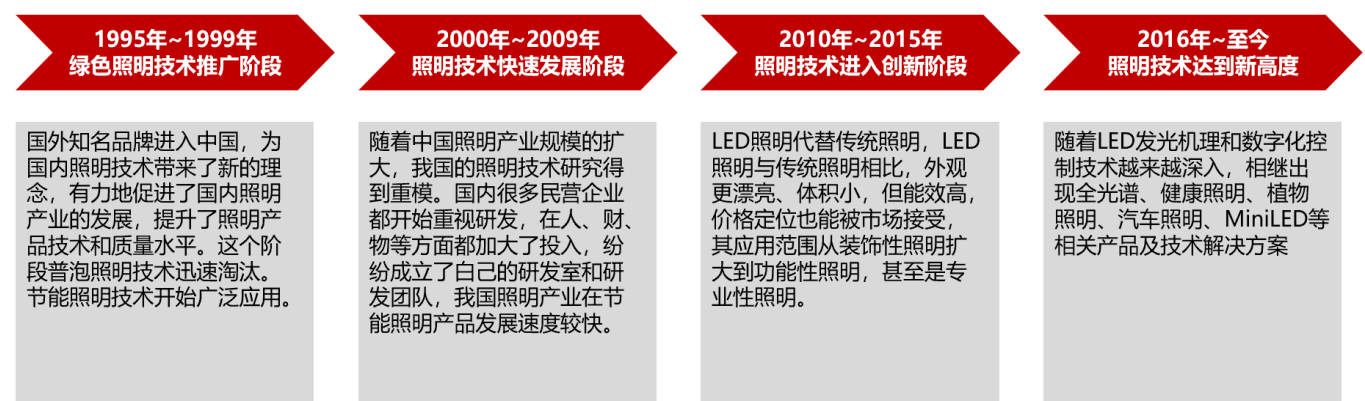 1995年~1999年
绿色照明技术推广阶段
国外知名品牌进入中国，为
国内照明技术带来了新的理
念，有力地促进了国内照明
产业的发展，提升了照明产
品技术和质量水平。这个阶
段普泡照明技术迅速淘汰。
节能照明技术开始广泛应用。
2000年~2009年
照明技术快速发展阶段
随着中国照明产业规模的扩
大，我国的照明技术研究得
到重模。国内很多民营企业
都开始重视研发，在人、财、
物等方面都加大了投入，纷
纷成立了白己的研发室和研
发团队，我国照明产业在节
能照明产品发展速度较快。
2010年~2015年
照明技术进入创新阶段
LED照明代替传统照明，LED
照明与传统照明相比，外观
更漂亮、体积小，但能效高，
价格定位也能被市场接受，
其应用范围从装饰性照明扩
大到功能性照明，甚至是专
业性照明。
2016年~至今
照明技术达到新高度
随着LED发光机理和数字化控
制技术越来越深入，相继出
现全光谱、健康照明、植物
照明、汽车照明、MiniLED等
相关产品及技术解决方案